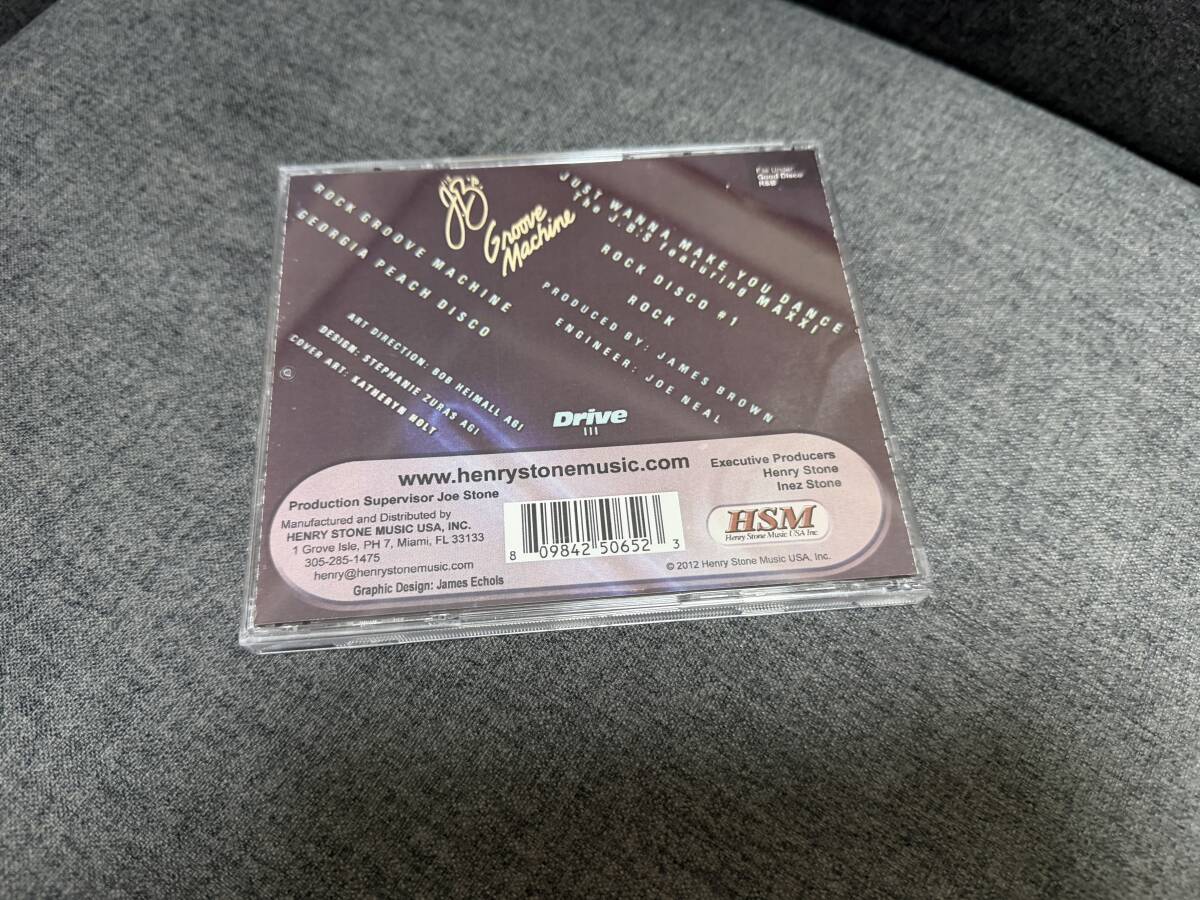 J.B.'s
Groove
Machine
ROCK GROOVE MACHINE
GEORGIA PEACH DISCO
ART DIRECTION: BOB HEIMALL AGI
DESIGN: STEPHANIE ZURAS AGI
COVER ART: KATHERYN HOLT
File Under
Good Disco
R&B
JUST WANNA MAKE YOU DANCE
The J.B.'S featuring MAXXI
ROCK DISCO #1
ROCK
PRODUCED BY: JAMES BROWN
ENGINEER: JOE NEAL
Drive
www.henrystonemusic.com
Production Supervisor Joe Stone
Manufactured and Distributed by
HENRY STONE MUSIC USA, INC.
1 Grove Isle, PH 7, Miami, FL 33133
305-285-1475
henry@henrystonemusic.com
Graphic Design: James Echols
8 09842 50652 3
Executive Producers
Henry Stone
Inez Stone
HSM
Henry Stone Music USA Inc.
© 2012 Henry Stone Music USA, Inc.